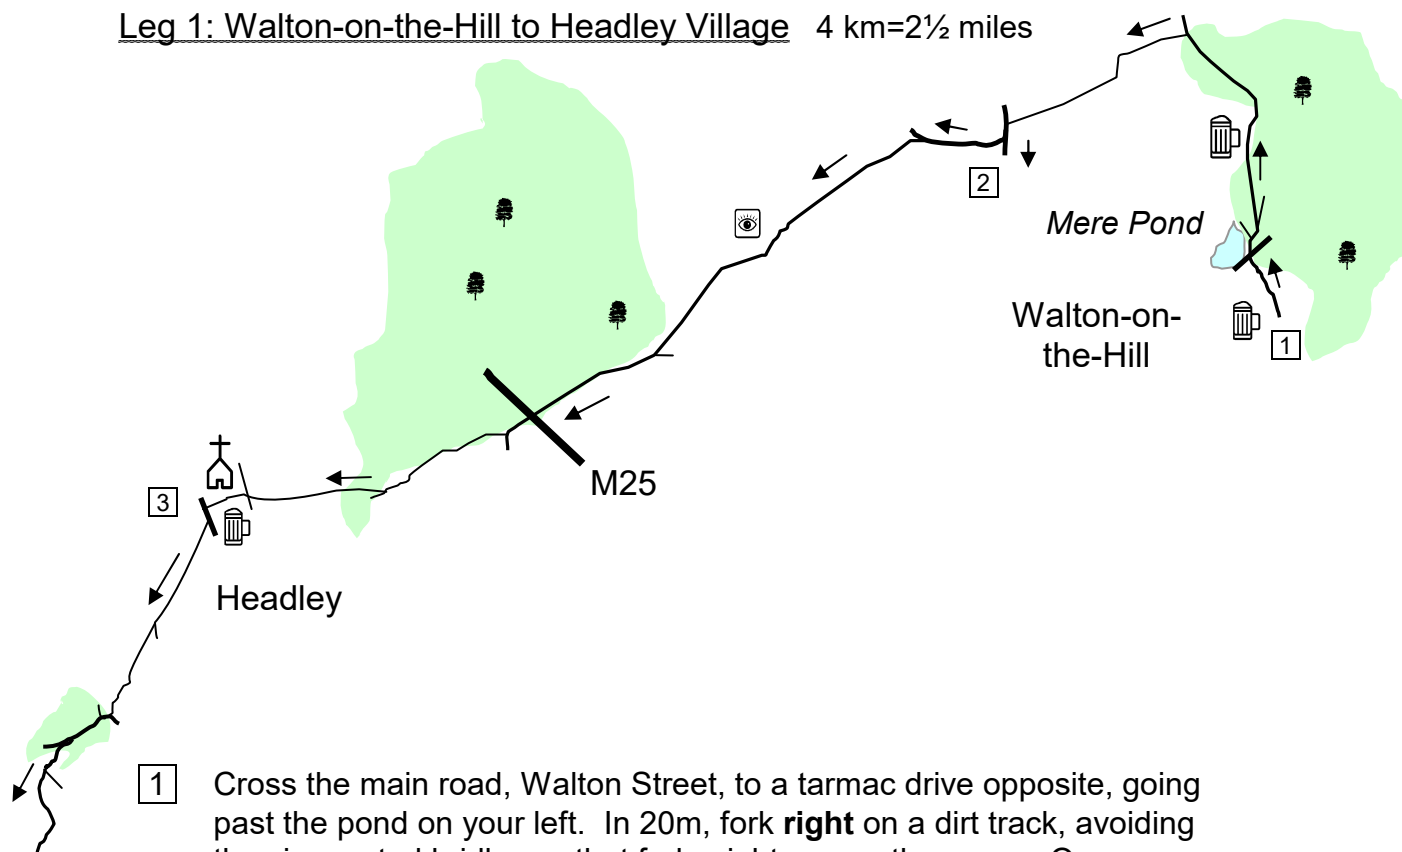 Leg 1: Walton-on-the-Hill to Headley Village 4 km=2½ miles
2
Mere Pond
Walton-on-
the-Hill
1
M25
3
Headley
1 Cross the main road, Walton Street, to a tarmac drive opposite, going
past the pond on your left. In 20m, fork right on a dirt track, avoiding